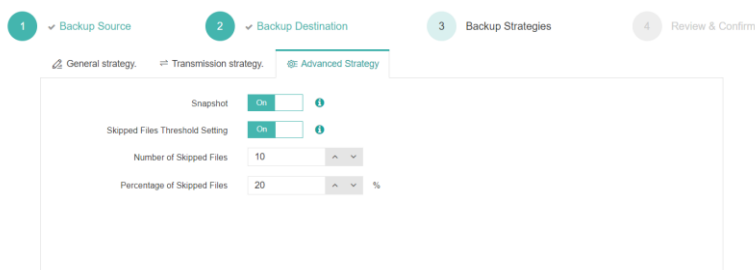 1 Backup Source 2 Backup Destination 3 Backup Strategies 4 Review & Confirm
General strategy. Transmission strategy. Advanced Strategy
Snapshot On
Skipped Files Threshold Setting On
Number of Skipped Files 10
Percentage of Skipped Files 20 %